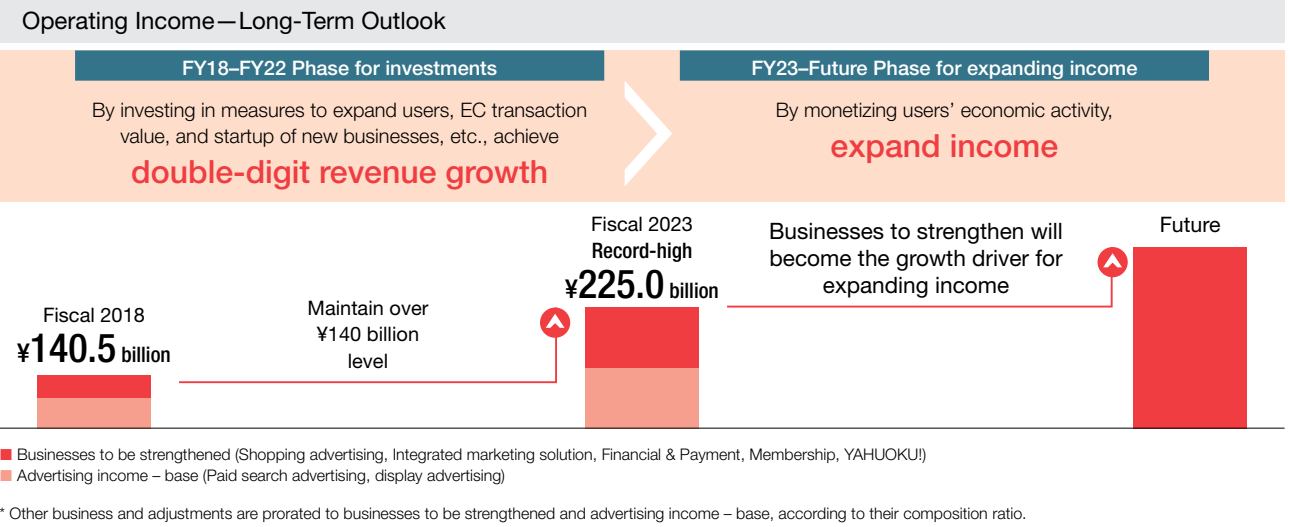 Operating Income—Long-Term Outlook
FY18–FY22 Phase for investments
By investing in measures to expand users, EC transaction
value, and startup of new businesses, etc., achieve
double-digit revenue growth
FY23–Future Phase for expanding income
By monetizing users’ economic activity,
expand income
Fiscal 2018
¥140.5 billion
Maintain over
¥140 billion
level
Fiscal 2023
Record-high
¥225.0 billion
Businesses to strengthen will
become the growth driver for
expanding income
Future
Businesses to be strengthened (Shopping advertising, Integrated marketing solution, Financial & Payment, Membership, YAHUOKU!)
Advertising income – base (Paid search advertising, display advertising)
* Other business and adjustments are prorated to businesses to be strengthened and advertising income – base, according to their composition ratio.